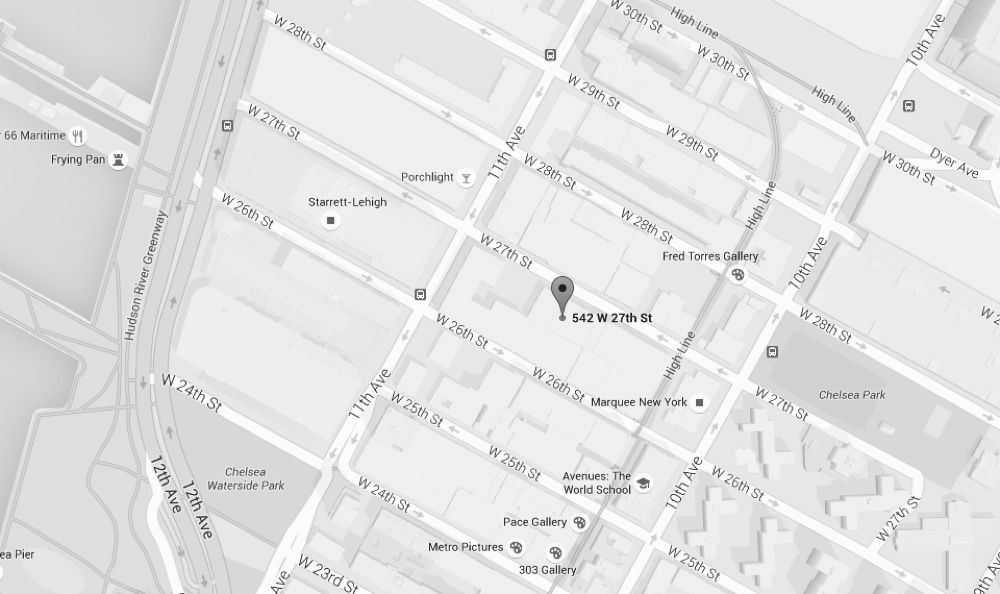 W 30th St
High Line
10th Ave
W 28th St
W 30th St
High Line
W 29th St
W 27th St
66 Maritime
W 29th St
11th Ave
Frying Pan
Dyer Ave
W 30th St
Porchlight
W 28th St
W 26th St
Starrett-Lehigh
High Line
W 28th St
W 27th St
Fred Torres Gallery
10th Ave
Hudson River Greenway
542 W 27th St
W 28th St
W 26th St
High Line
W 24th St
11th Ave
W 26th St
Marquee New York
Chelsea Park
W 27th St
W 25th St
W 25th St
Chelsea
Waterside Park
12th Ave
12th Ave
Avenues: The
World School
10th Ave
W 26th St
W 24th St
W 27th St
Pace Gallery
Metro Pictures
303 Gallery
ea Pier
W 25th St
W 23rd St
Ave
9th Av